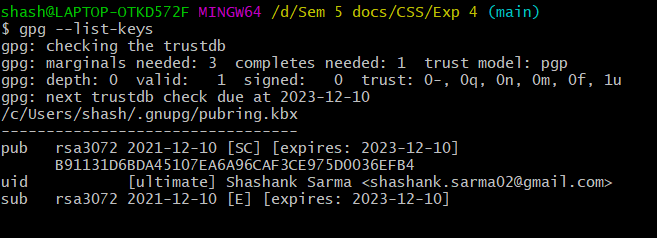 shash@LAPTOP-OTKD572F MINGW64 /d/Sem 5 docs/CSS/Exp 4 (main)
$ gpg --list-keys
gpg: checking the trustdb
gpg: marginals needed: 3  completes needed: 1  trust model: pgp
gpg: depth: 0  valid:   1  signed:   0  trust: 0-, 0q, 0n, 0m, 0f, 1u
gpg: next trustdb check due at 2023-12-10
/c/Users/shash/.gnupg/pubring.kbx
---------------------------------
pub   rsa3072 2021-12-10 [SC] [expires: 2023-12-10]
      B91131D6BDA45107EA6A96CAF3CE975D0036EFB4
uid           [ultimate] Shashank Sarma <shashank.sarma02@gmail.com>
sub   rsa3072 2021-12-10 [E] [expires: 2023-12-10]